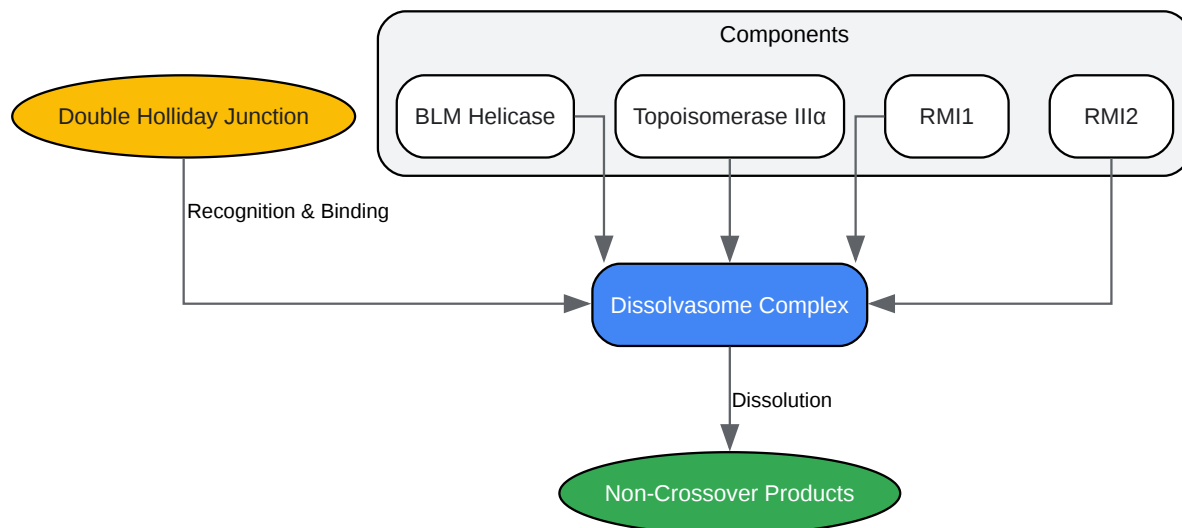 Components
Double Holliday Junction
BLM Helicase
Topoisomerase IIIα
RMI1
RMI2
Recognition & Binding
Dissolvasome Complex
Dissolution
Non-Crossover Products